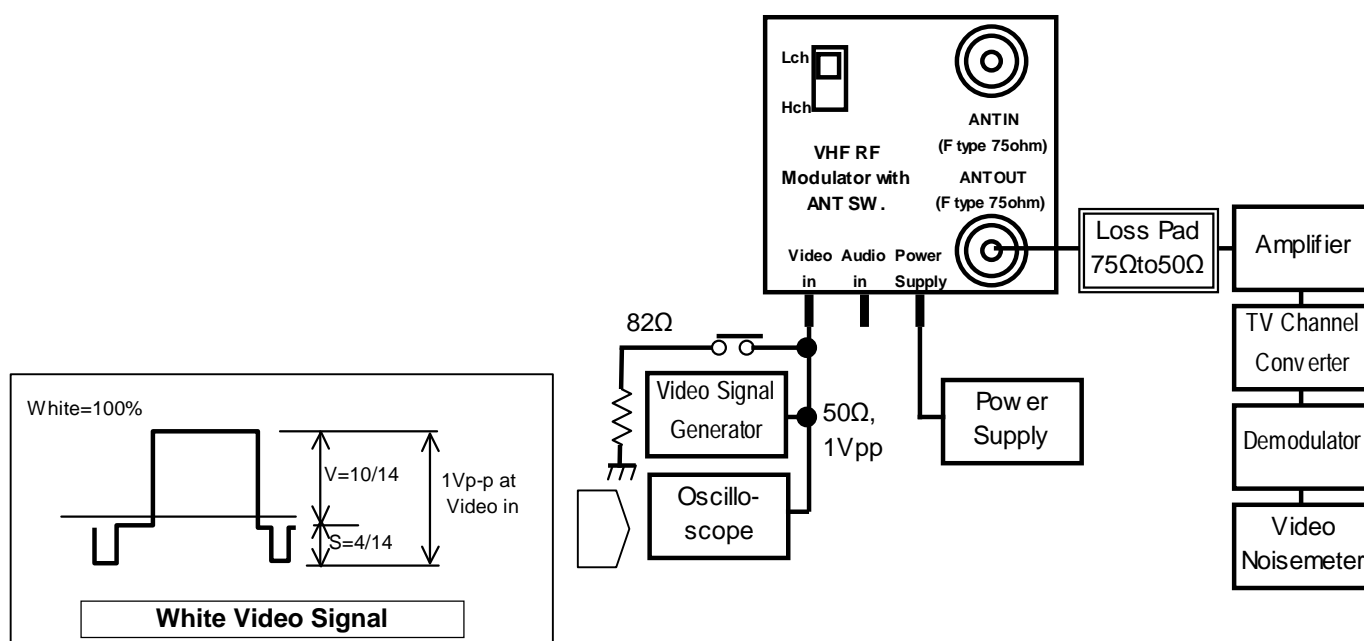 Lch
Hch
ANTIN
(F type 75ohm)
VHF RF
Modulator with
ANT SW.
ANTOUT
(F type 75ohm)
Video Audio Power
in in Supply
Loss Pad
75Ωto50Ω
Amplifier
TV Channel
Converter
Demodulator
Video
Noisemeter
82Ω
Video Signal
Generator
50Ω,
1Vpp
Power
Supply
Oscillo-
scope
White=100%
V=10/14
1Vp-p at
Video in
S=4/14
White Video Signal